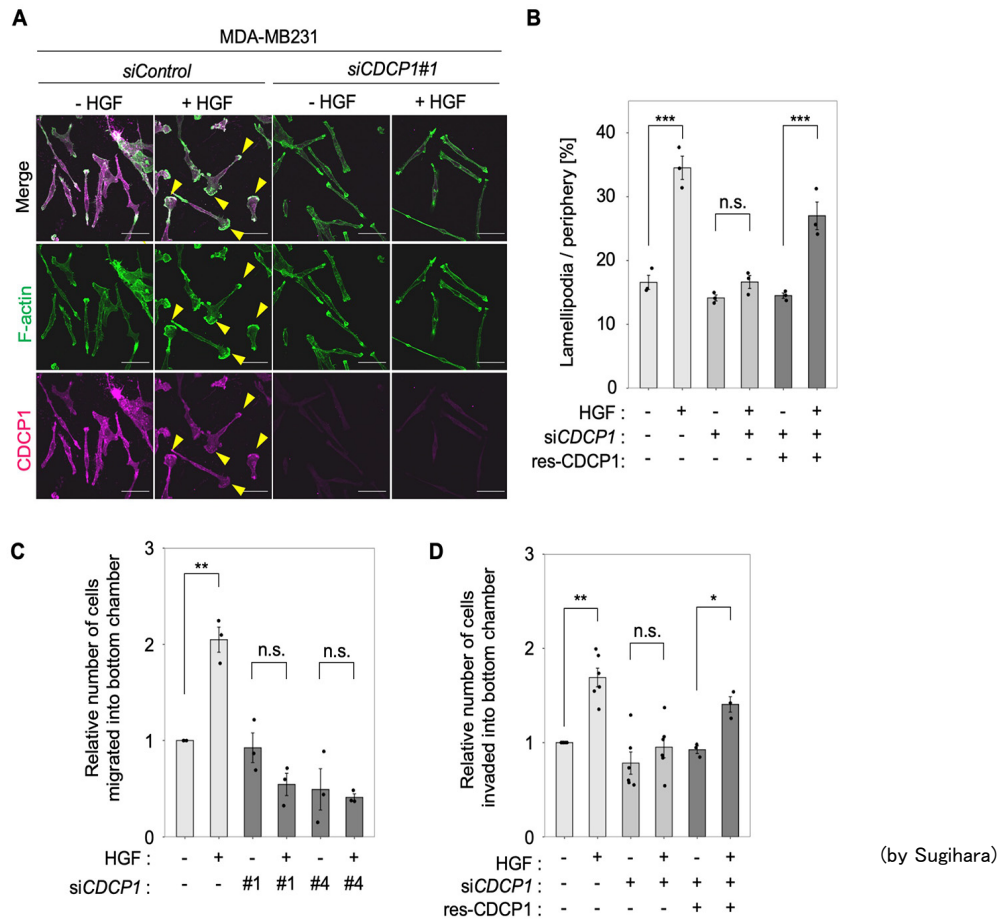 A
MDA-MB231
siControl siCDCP1#1
- HGF + HGF - HGF + HGF
Merge
F-actin
CDCP1
B
Lamellipodia / periphery [%]
40
30
20
10
0
*** n.s. ***
HGF : - + - + - +
siCDCP1 : - - + + + +
res-CDCP1: - - - - + +
C
Relative number of cells
migrated into bottom chamber
3
2
1
0
** n.s. n.s.
HGF : - + - + - +
siCDCP1 : - - #1 #1 #4 #4
D
Relative number of cells
invaded into bottom chamber
3
2
1
0
** n.s. *
HGF : - + - + - +
siCDCP1 : - - + + + +
res-CDCP1 : - - - - + +
(by Sugihara)